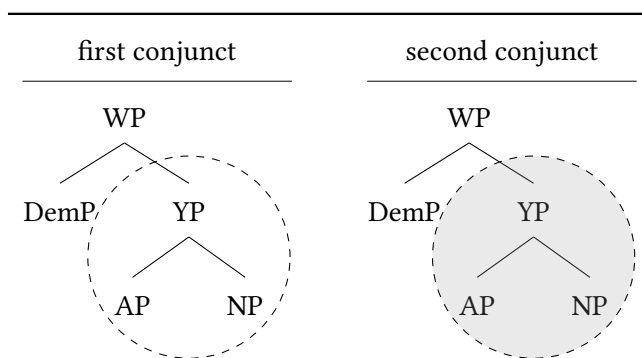 first conjunct second conjunct
WP WP
DemP YP DemP YP
AP NP AP NP